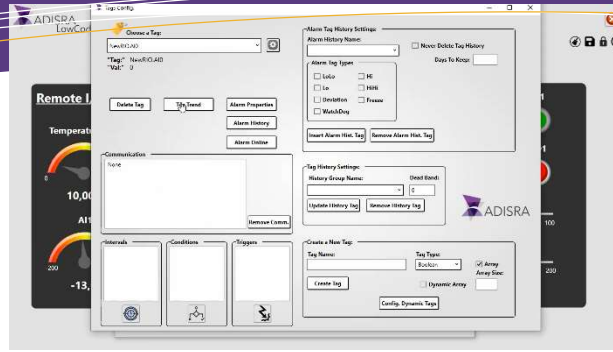 ADISRA
LowCod
Tags Config.
Choose a Tag:
NewRIO.AI0
"Tag:" NewRIO.AI0
"Val:" 0
Delete Tag
Tag Trend
Alarm Properties
Alarm History
Alarm Online
Communication
None
Remove Comm.
Intervals
Conditions
Triggers
Alarm Tag History Settings:
Alarm History Name:
Never Delete Tag History
Days To Keep:
Alarm Tag Types
LoLo
Hi
Lo
HiHi
Deviation
Freeze
WatchDog
Insert Alarm Hist. Tag
Remove Alarm Hist. Tag
Tag History Settings:
History Group Name:
Dead Band:
0
Update History Tag
Remove History Tag
ADISRA
Create a New Tag:
Tag Name:
Tag Type:
Boolean
Array
Array Size:
Create Tag
Dynamic Array
Config. Dynamic Tags
Remote I/
Temperatu
0
10,00
AI1
-200
-13,
100
200